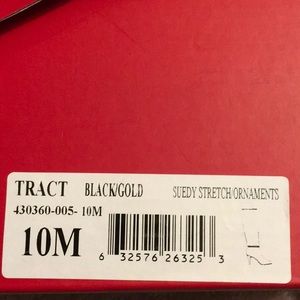 TRACT BLACK/GOLD SUEDY STRETCH/ORNAMENTS
430360-005- 10M
10M
6 32576 26325 3